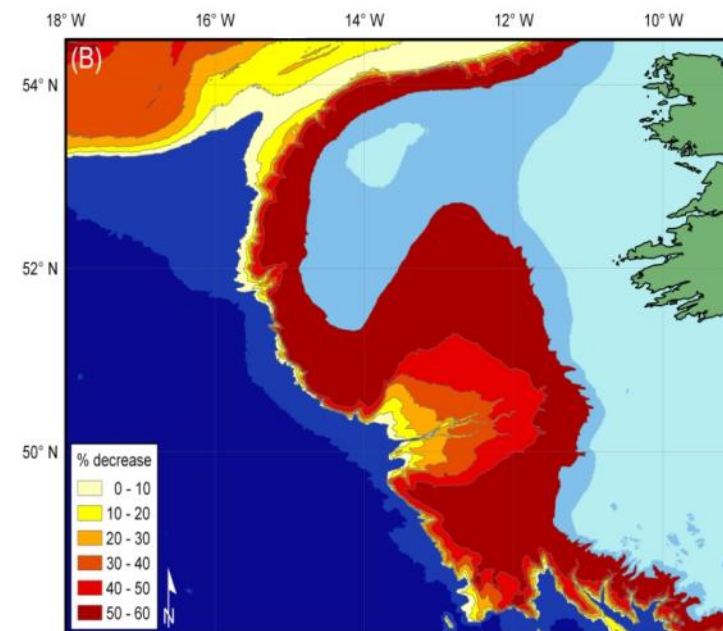 18° W 16° W 14° W 12° W 10° W
(B)
54° N
52° N
50° N
% decrease
0 - 10
10 - 20
20 - 30
30 - 40
40 - 50
50 - 60
N